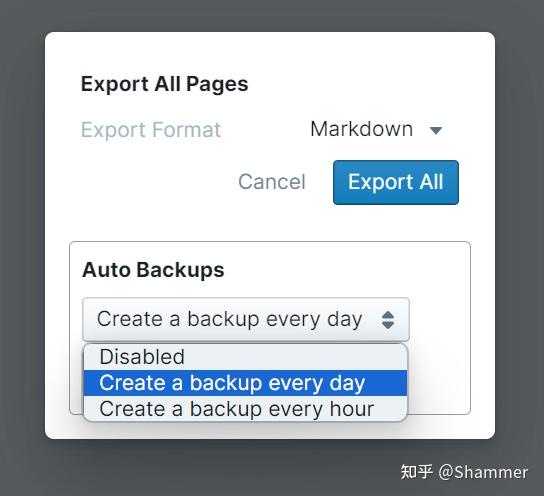 Export All Pages
Export Format Markdown
Cancel Export All
Auto Backups
Create a backup every day
Disabled
Create a backup every day
Create a backup every hour
知乎 @Shammer